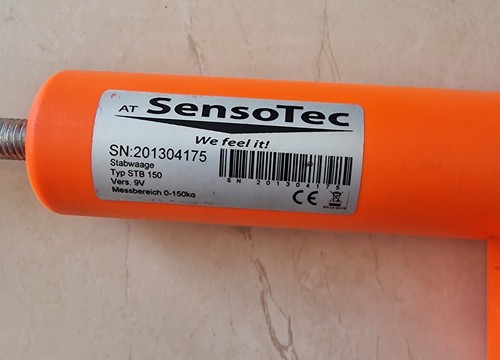 AT SensoTec
We feel it!
SN:201304175
Stabwaage
Typ STB 150
Vers. 9V
Messbereich 0-150kg
SN 201304175
CE